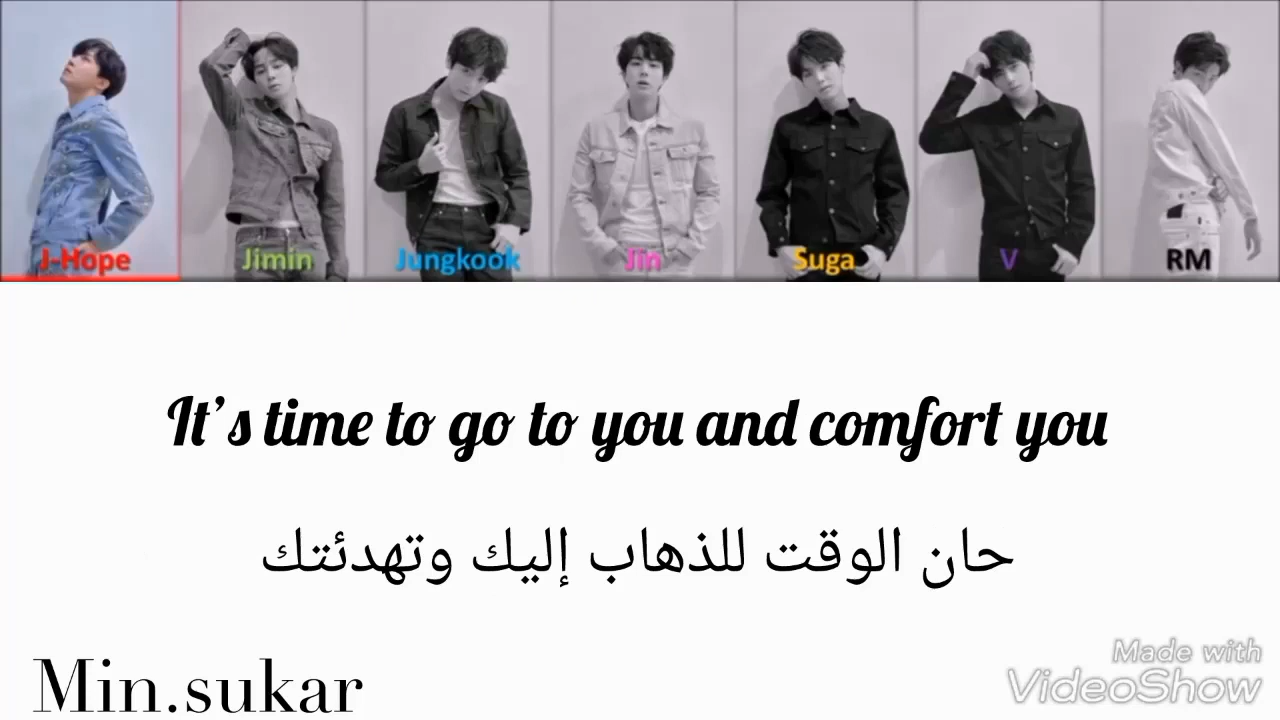 J-Hope Jimin Jungkook Jin Suga V RM
It’s time to go to you and comfort you
حان الوقت للذهاب إليك وتهدئتك
Min.sukar
Made with
VideoShow